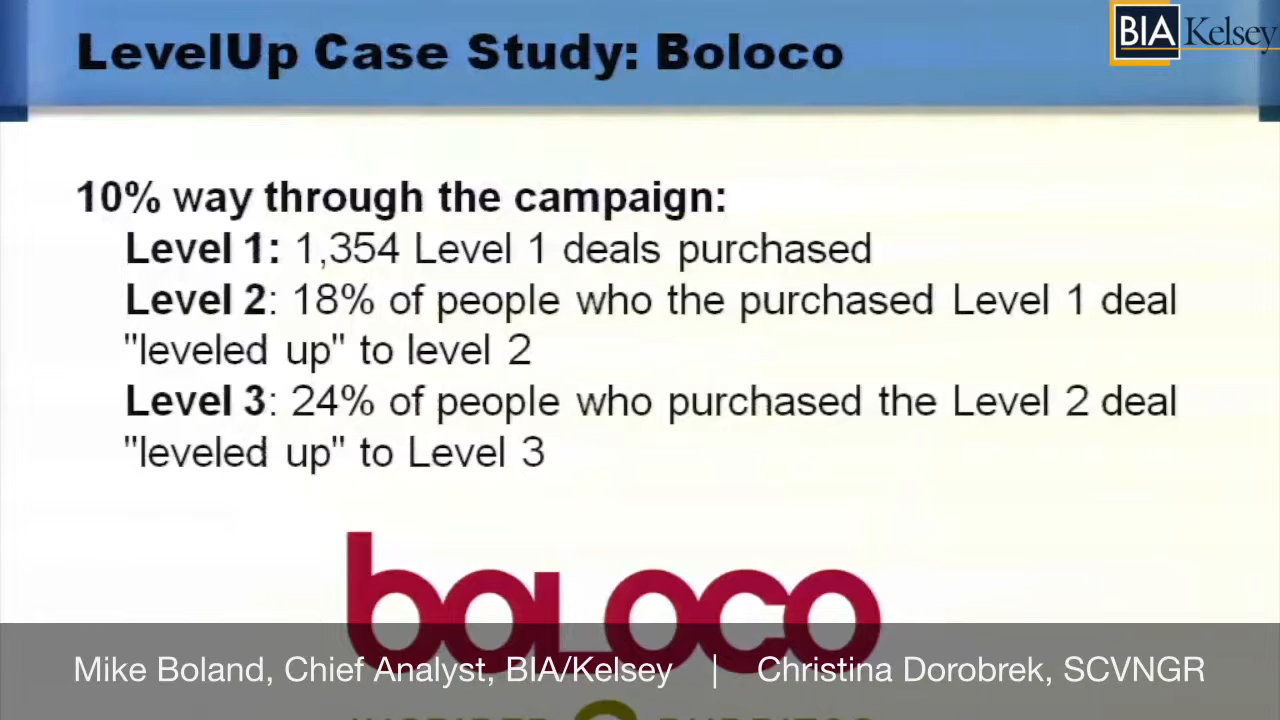 LevelUp Case Study: Boloco
BIA Kelsey
10% way through the campaign:
Level 1: 1,354 Level 1 deals purchased
Level 2: 18% of people who the purchased Level 1 deal
"leveled up" to level 2
Level 3: 24% of people who purchased the Level 2 deal
"leveled up" to Level 3
boloco
Mike Boland, Chief Analyst, BIA/Kelsey | Christina Dorobrek, SCVNGR